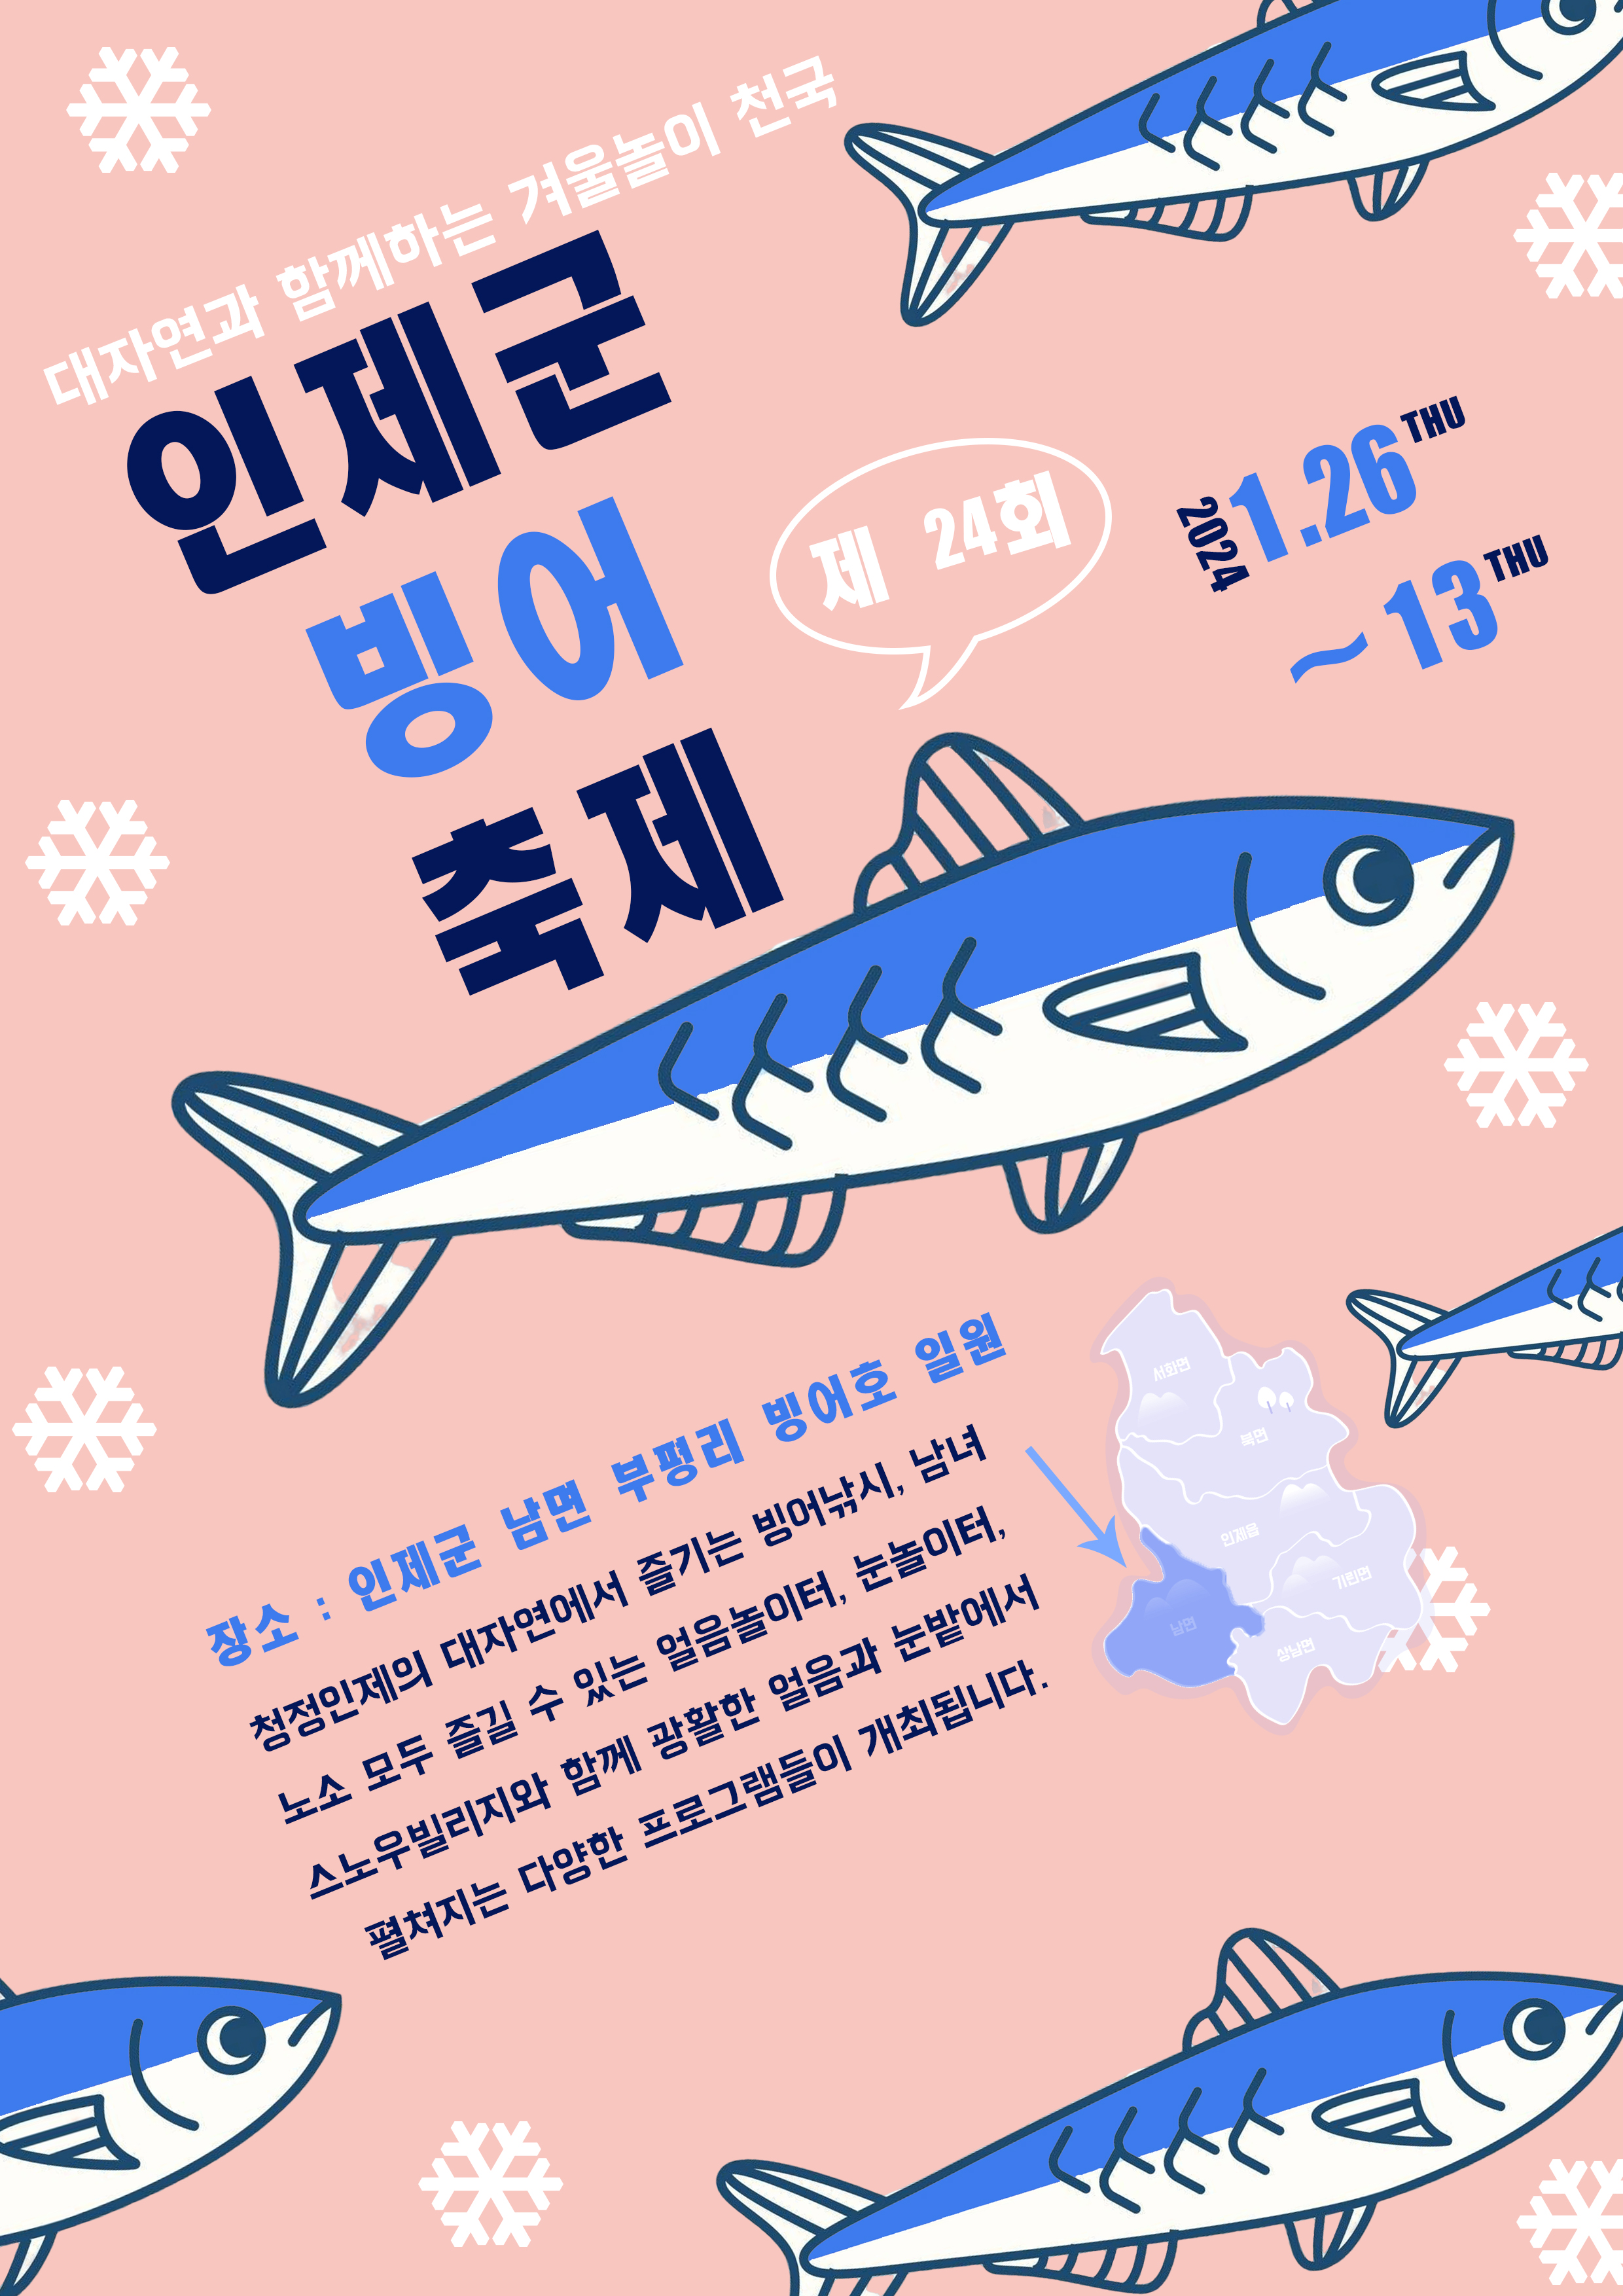 대자연과 함께하는 겨울놀이 천국
인제군
빙어
축제
제 24회
2024
1.26 THU
~ 13 THU
장소 : 인제군 남면 부평리 빙어호 일원
청정인제의 대자연에서 즐기는 빙어낚시, 남녀
노소 모두 즐길 수 있는 얼음놀이터, 눈놀이터,
스노우빌리지와 함께 광활한 얼음과 눈밭에서
펼쳐지는 다양한 프로그램들이 개최됩니다.
서화면
북면
인제읍
기린면
남면
상남면